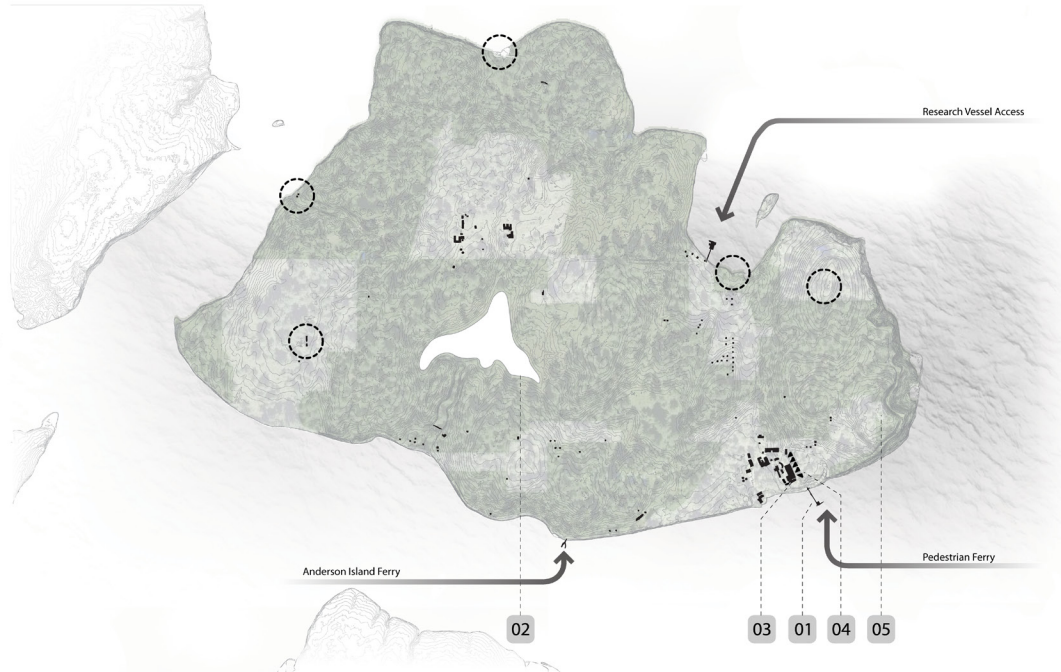 Research Vessel Access
Anderson Island Ferry
Pedestrian Ferry
02
03
01
04
05